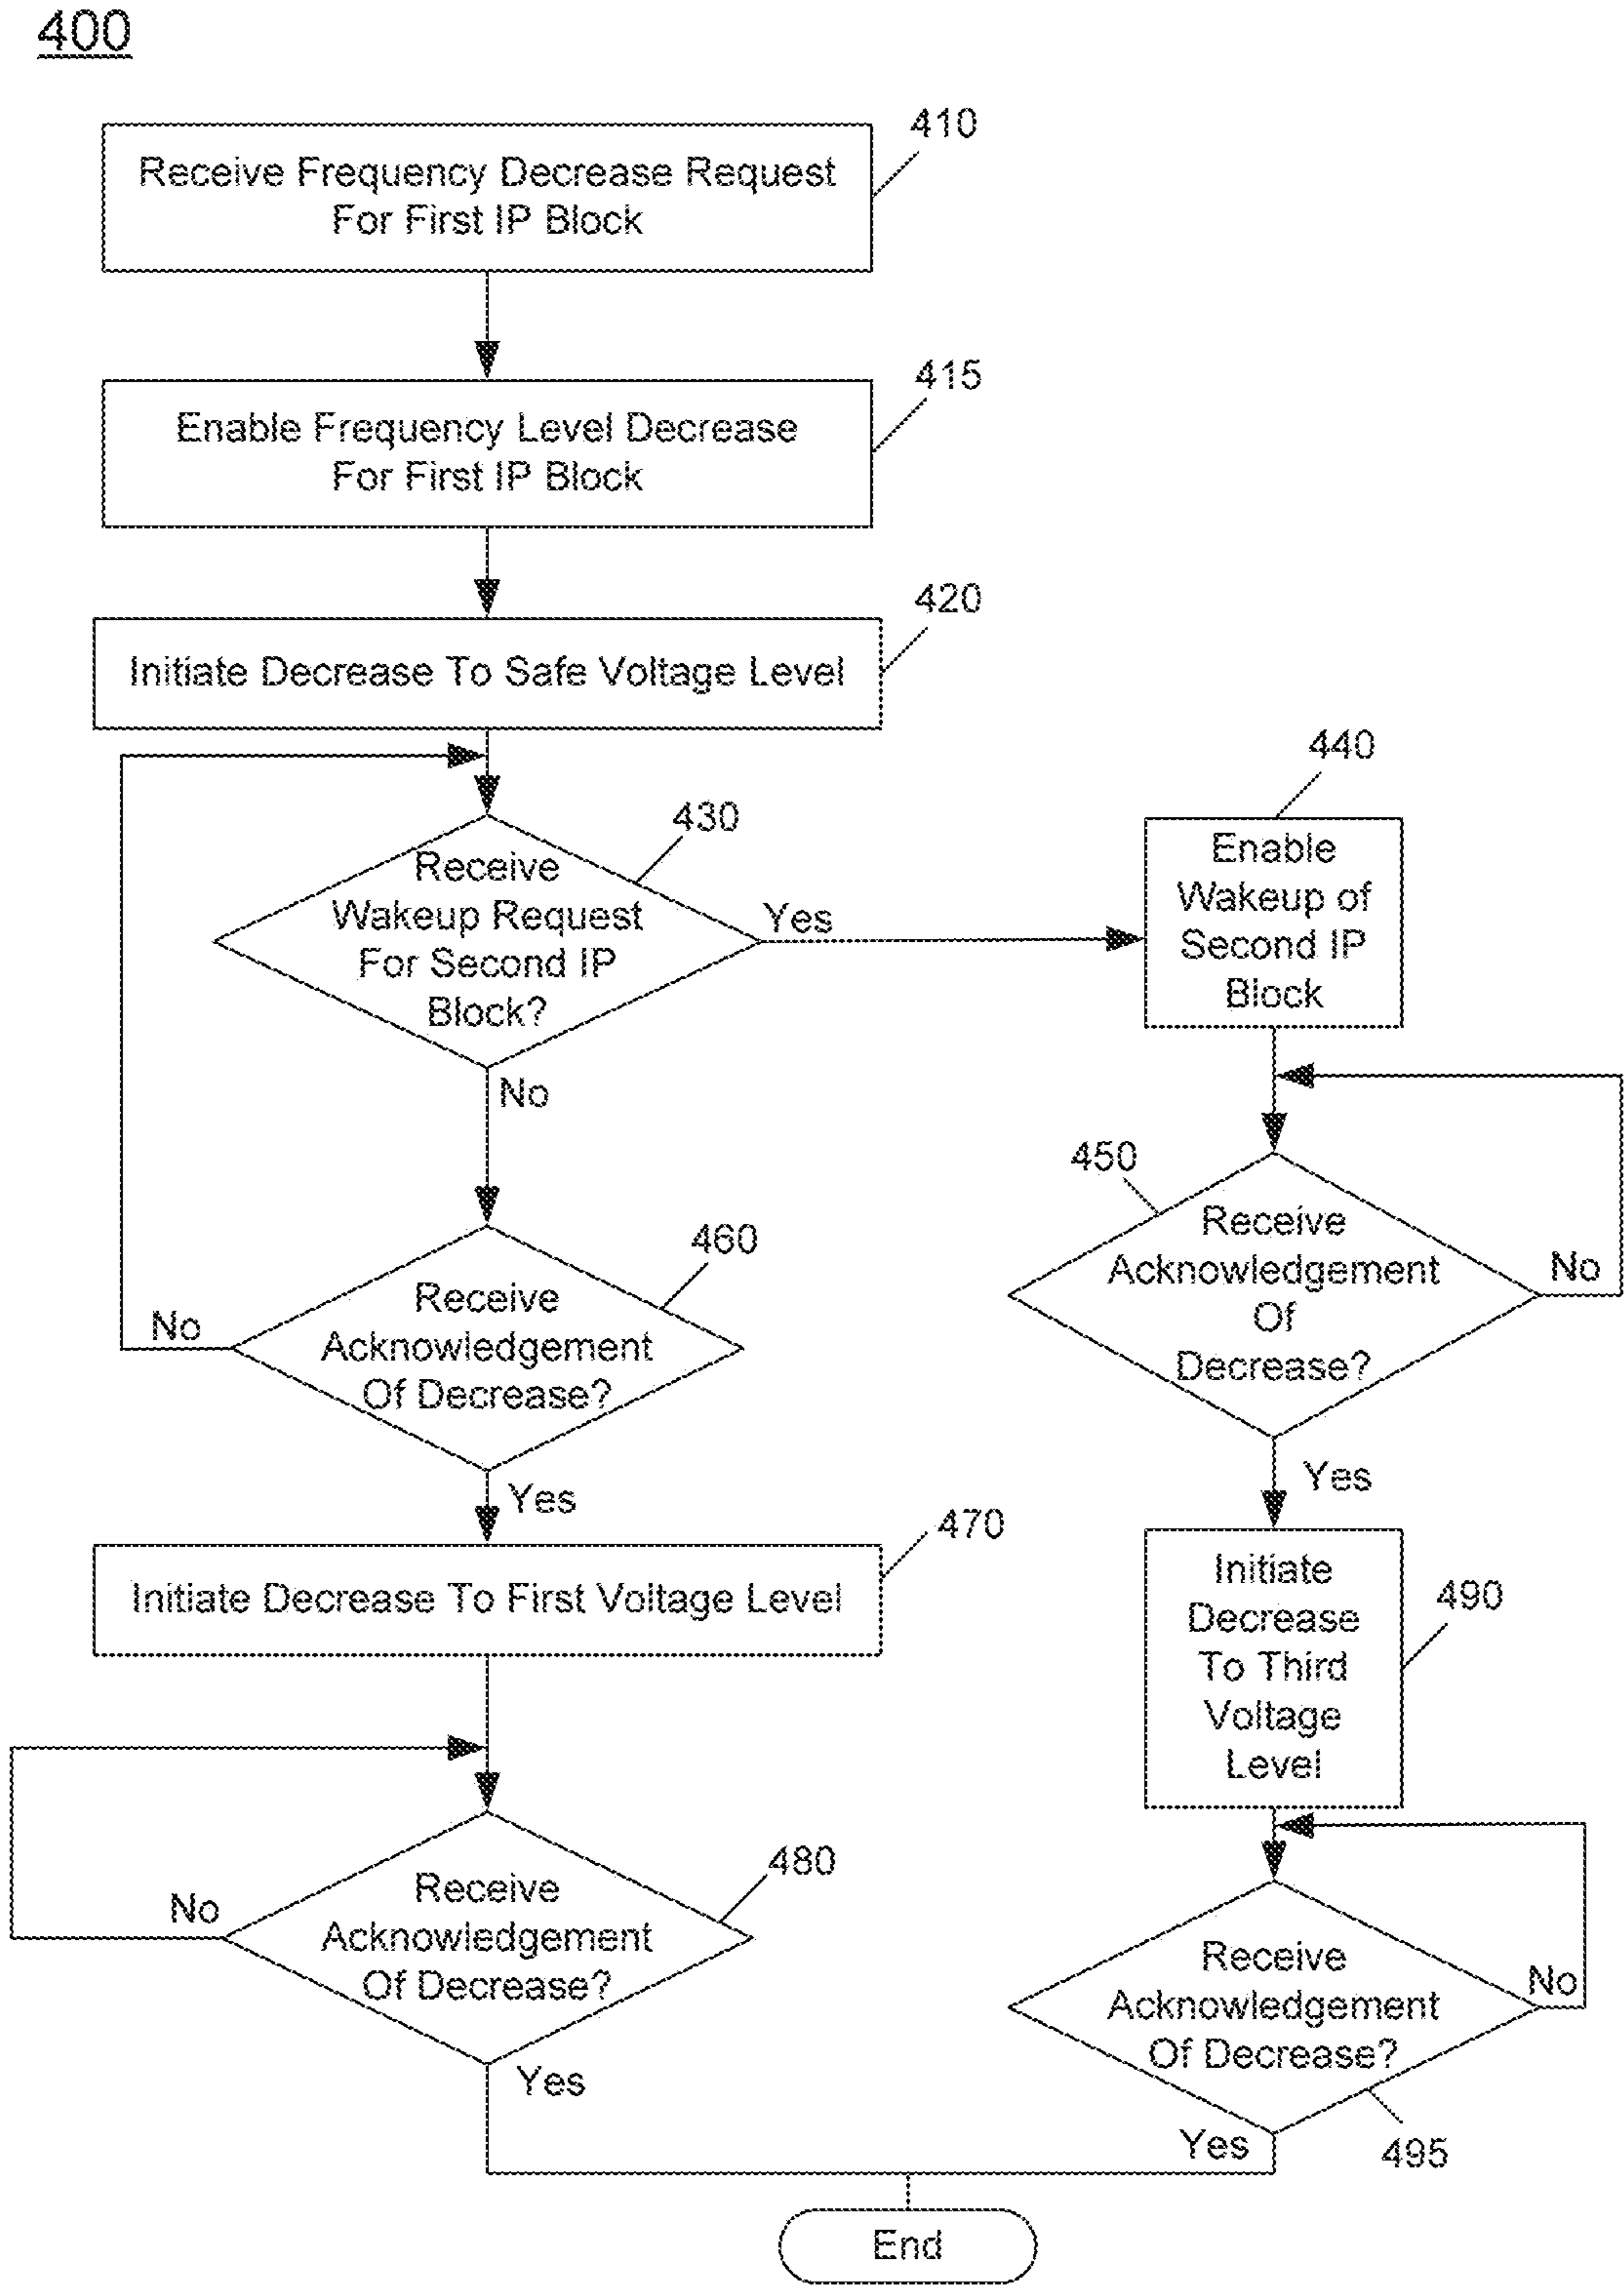 400
410
Receive Frequency Decrease Request
For First IP Block
415
Enable Frequency Level Decrease
For First IP Block
420
Initiate Decrease To Safe Voltage Level
430
Receive
Wakeup Request
For Second IP
Block?
Yes
No
440
Enable
Wakeup of
Second IP
Block
450
Receive
Acknowledgement
Of
Decrease?
No
Yes
460
Receive
Acknowledgement
Of Decrease?
No
Yes
470
Initiate Decrease To First Voltage Level
490
Initiate
Decrease
To Third
Voltage
Level
480
Receive
Acknowledgement
Of Decrease?
No
Yes
Receive
Acknowledgement
Of Decrease?
No
Yes
495
End